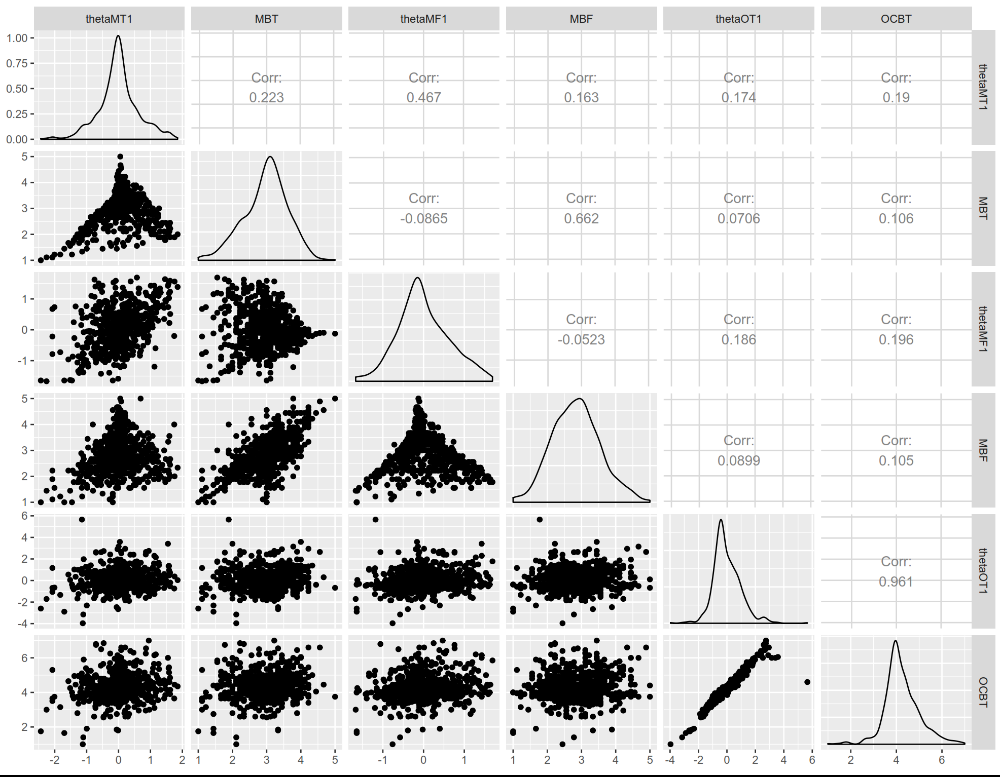 thetaMT1 MBT thetaMF1 MBF thetaOT1 OCBT
1.00
0.75
0.50
0.25
0.00
Corr: Corr: Corr: Corr: Corr:
0.223 0.467 0.163 0.174 0.19
thetaMT1
5
4
3
2
1
Corr: Corr: Corr: Corr:
-0.0865 0.662 0.0706 0.106
MBT
1
0
-1
Corr: Corr: Corr:
-0.0523 0.186 0.196
thetaMF1
5
4
3
2
1
Corr: Corr:
0.0899 0.105
MBF
6
4
2
0
-2
-4
Corr:
0.961
thetaOT1
6
4
2
OCBT
-2 -1 0 1 2 1 2 3 4 5 -1 0 1 1 2 3 4 5 -4 -2 0 2 4 6 2 4 6